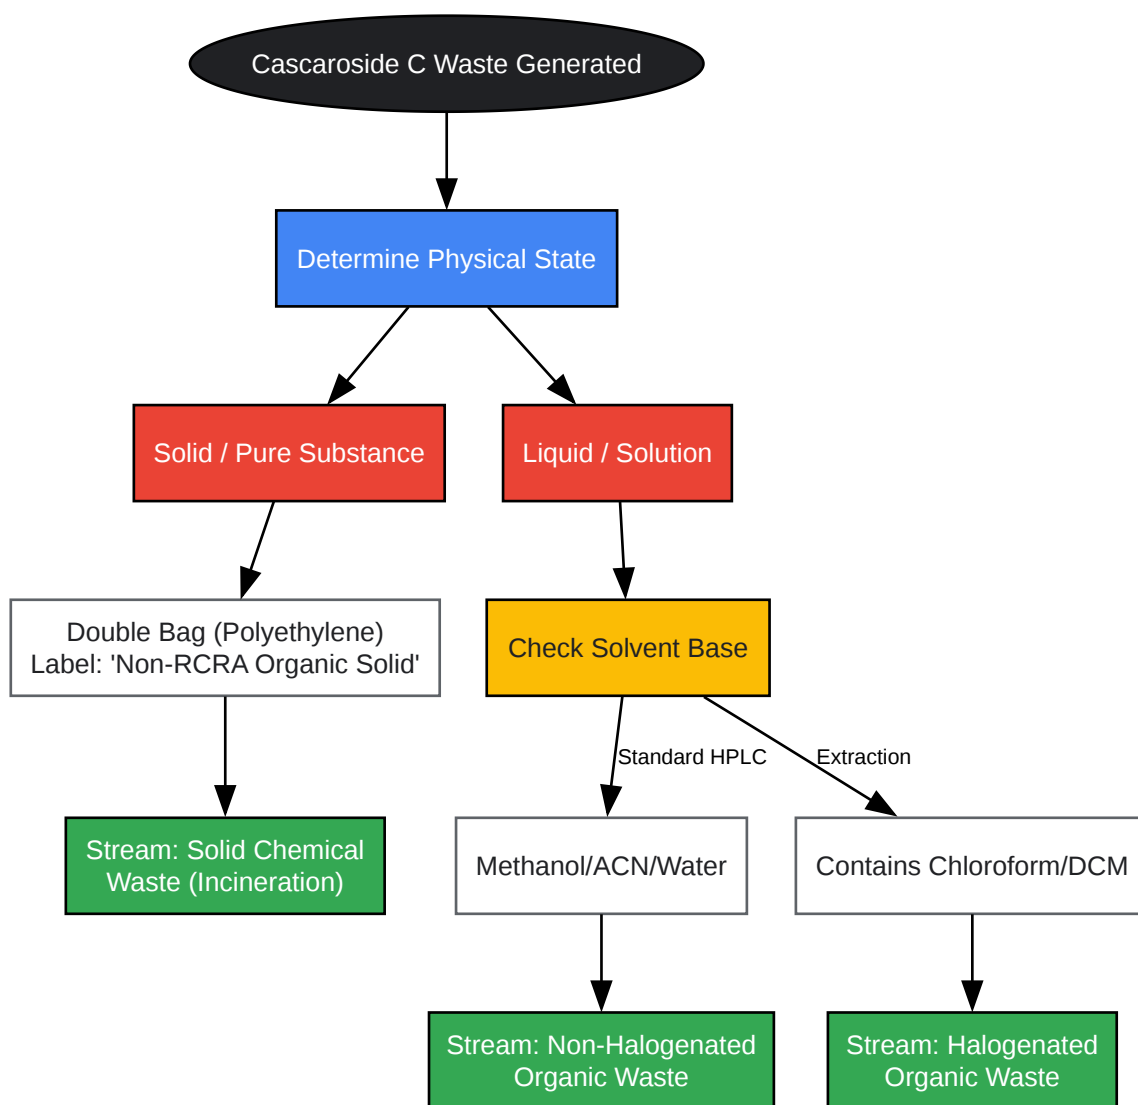 Cascaroside C Waste Generated
Determine Physical State
Solid / Pure Substance
Liquid / Solution
Double Bag (Polyethylene)
Label: 'Non-RCRA Organic Solid'
Check Solvent Base
Standard HPLC
Extraction
Stream: Solid Chemical
Waste (Incineration)
Methanol/ACN/Water
Contains Chloroform/DCM
Stream: Non-Halogenated
Organic Waste
Stream: Halogenated
Organic Waste